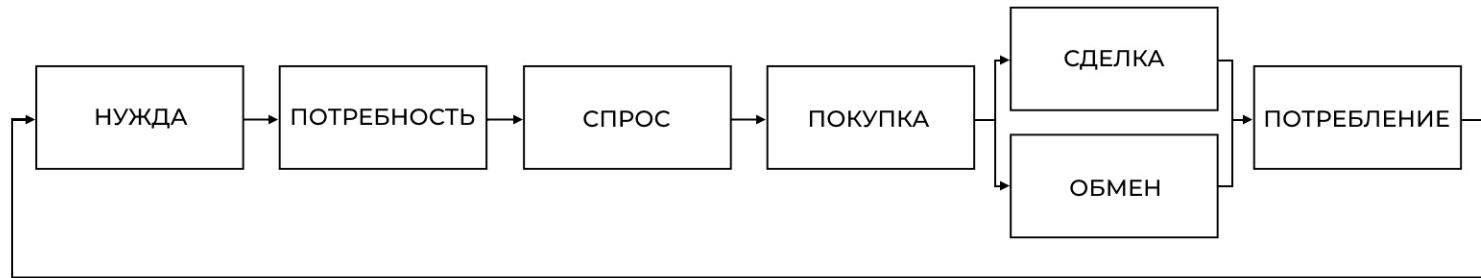 НУЖДА
ПОТРЕБНОСТЬ
СПРОС
ПОКУПКА
СДЕЛКА
ОБМЕН
ПОТРЕБЛЕНИЕ